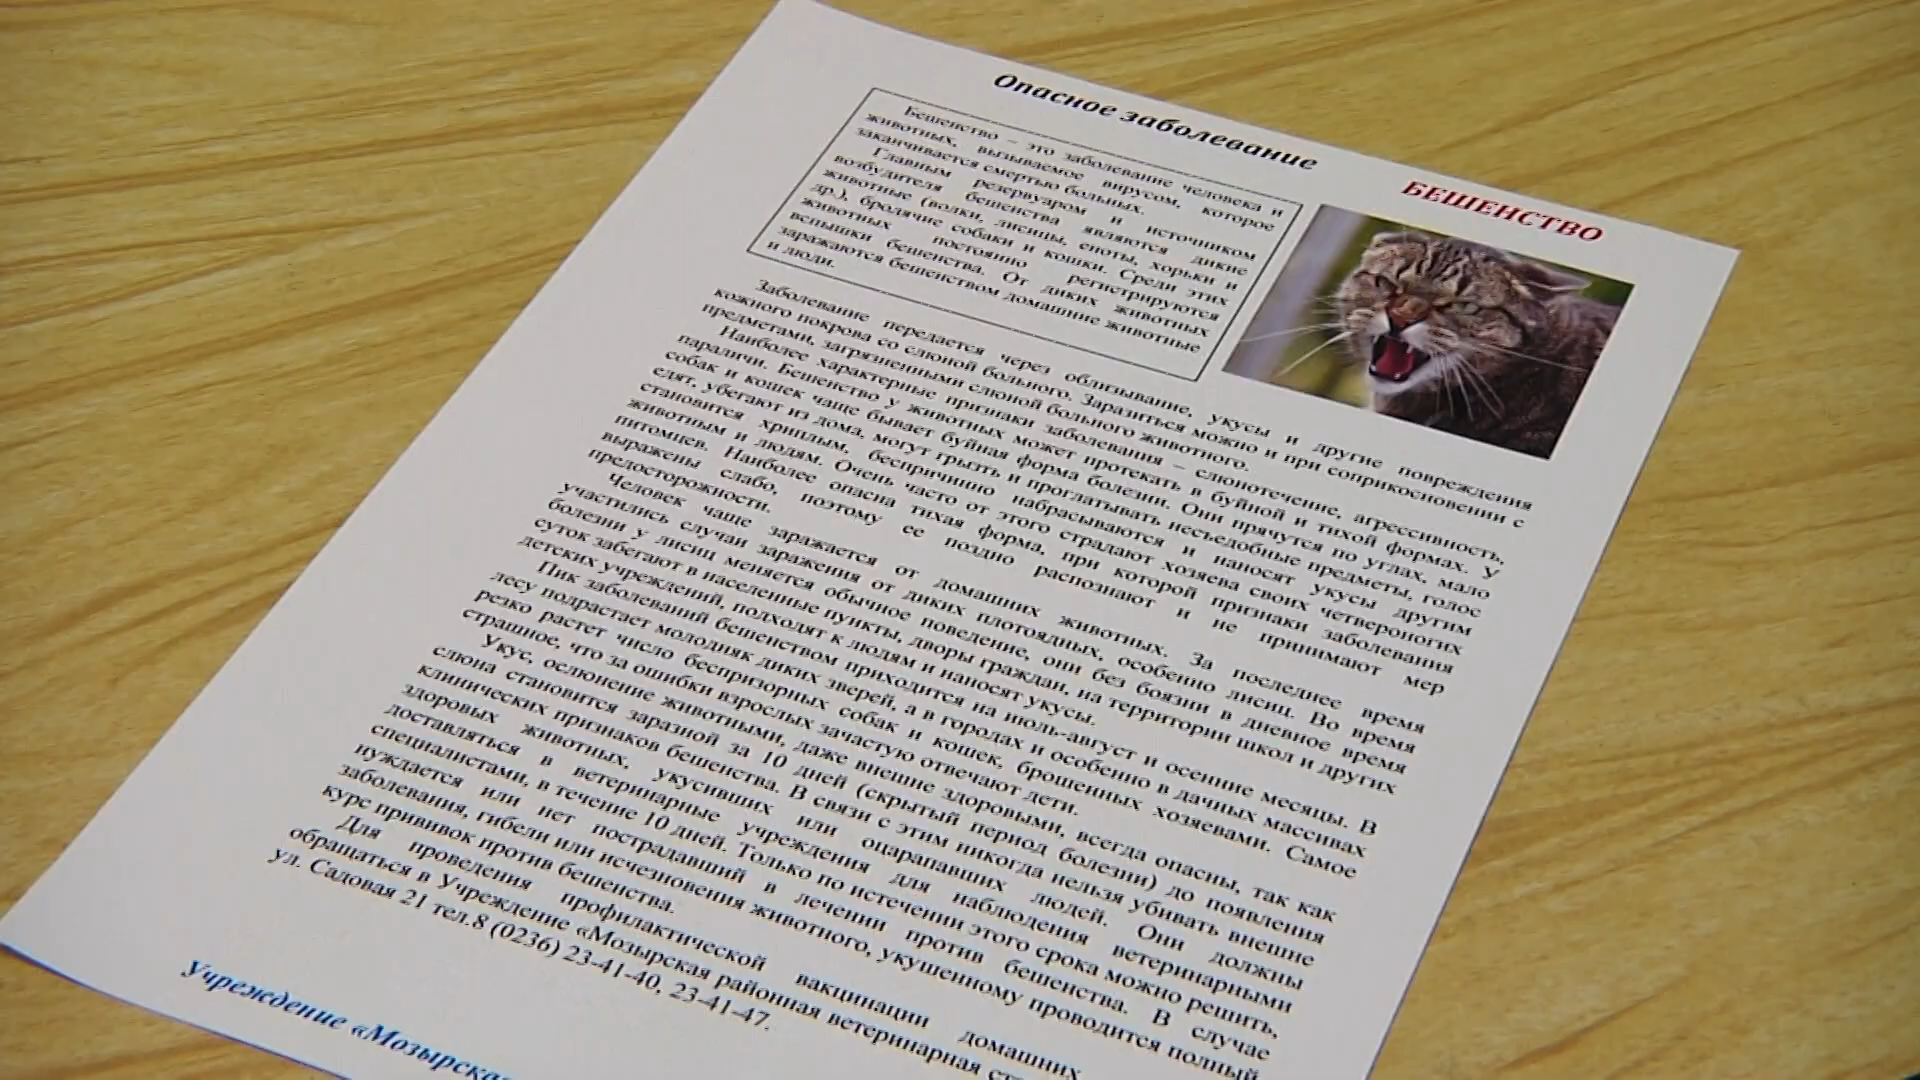 Опасное заболевание
БЕШЕНСТВО
Бешенство – это заболевание человека и
животных, вызываемое вирусом, которое
заканчивается смертью больных.
Главным резервуаром и источником
возбудителя бешенства являются дикие
животные (волки, лисицы, еноты, хорьки и
др.), бродячие собаки и кошки. Среди этих
животных постоянно регистрируются
вспышки бешенства. От диких животных
заражаются бешенством домашние животные
и люди.
Заболевание передается через облизывание, укусы и другие повреждения
кожного покрова со слюной больного. Заразиться можно и при соприкосновении с
предметами, загрязненными слюной больного животного.
Наиболее характерные признаки заболевания – слюнотечение, агрессивность,
параличи. Бешенство у животных может протекать в буйной и тихой формах. У
собак и кошек чаще бывает буйная форма болезни. Они прячутся по углах, мало
едят, убегают из дома, могут грызть и проглатывать несъедобные предметы, голос
становится хриплым, беспричинно набрасываются и наносят укусы другим
животным и людям. Очень часто от этого страдают хозяева своих четвероногих
питомцев. Наиболее опасна тихая форма, при которой признаки заболевания
выражены слабо, поэтому ее поздно распознают и не принимают мер
предосторожности.
Человек чаще заражается от домашних животных. За последнее время
участились случаи заражения от диких плотоядных, особенно лисиц. Во время
болезни у лисиц меняется обычное поведение, они без боязни в дневное время
суток забегают в населенные пункты, дворы граждан, на территории школ и других
детских учреждений, подходят к людям и наносят укусы.
Пик заболеваний бешенством приходится на июль-август и осенние месяцы. В
лесу подрастает молодняк диких зверей, а в городах и особенно в дачных массивах
резко растет число беспризорных собак и кошек, брошенных хозяевами. Самое
страшное, что за ошибки взрослых зачастую отвечают дети.
Укус, ослюнение животными, даже внешне здоровыми, всегда опасны, так как
слюна становится заразной за 10 дней (скрытый период болезни) до появления
клинических признаков бешенства. В связи с этим никогда нельзя убивать внешне
здоровых животных, укусивших или оцарапавших людей. Они должны
доставляться в ветеринарные учреждения для наблюдения ветеринарными
специалистами, в течение 10 дней. Только по истечении этого срока можно решить,
нуждается или нет пострадавший в лечении против бешенства. В случае
заболевания, гибели или исчезновения животного, укушенному проводится полный
курс прививок против бешенства.
Для проведения профилактической вакцинации домашних
обращаться в Учреждение «Мозырская районная ветеринарная
ул. Садовая 21 тел.8 (0236) 23-41-40, 23-41-47.
Учреждение «Мозырская